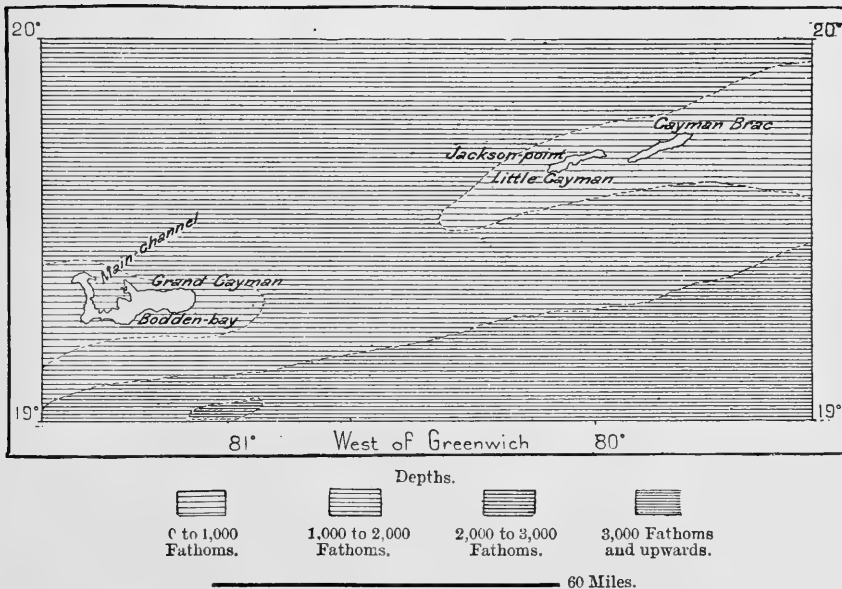 20° 20°
Cayman Brac
Jackson-point
Little Cayman
Main-channel
Grand Cayman
Bodden-bay
19° 19°
81° West of Greenwich 80°
Depths.
0 to 1,000 1,000 to 2,000 2,000 to 3,000 3,000 Fathoms
Fathoms. Fathoms. Fathoms. and upwards.
60 Miles.